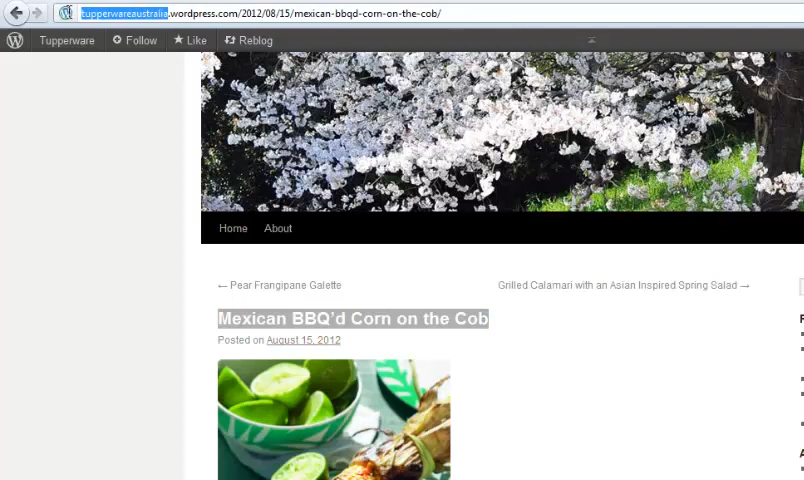 tupperwareaustralia.wordpress.com/2012/08/15/mexican-bbqd-corn-on-the-cob/
Tupperware Follow Like Reblog
Home About
← Pear Frangipane Galette Grilled Calamari with an Asian Inspired Spring Salad →
Mexican BBQ’d Corn on the Cob
Posted on August 15, 2012